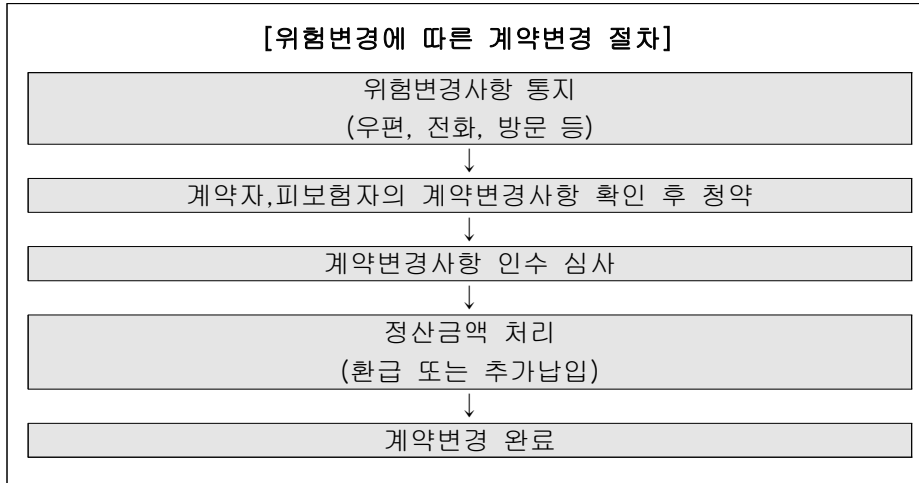 [위험변경에 따른 계약변경 절차]
위험변경사항 통지
(우편, 전화, 방문 등)
↓
계약자,피보험자의 계약변경사항 확인 후 청약
↓
계약변경사항 인수 심사
↓
정산금액 처리
(환급 또는 추가납입)
↓
계약변경 완료